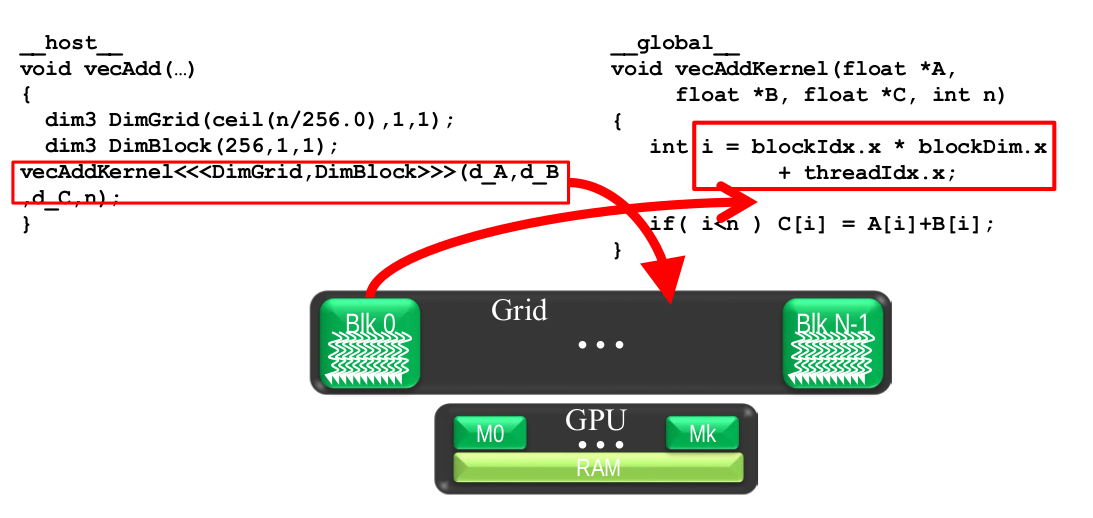 __host__
void vecAdd(…)
{
dim3 DimGrid(ceil(n/256.0),1,1);
dim3 DimBlock(256,1,1);
vecAddKernel<<<DimGrid,DimBlock>>>(d_A,d_B
,d_C,n);
}
__global__
void vecAddKernel(float *A,
float *B, float *C, int n)
{
int i = blockIdx.x * blockDim.x
+ threadIdx.x;
if( i<n ) C[i] = A[i]+B[i];
}
Grid
Blk 0
• • •
Blk N-1
GPU
M0
• • •
Mk
RAM